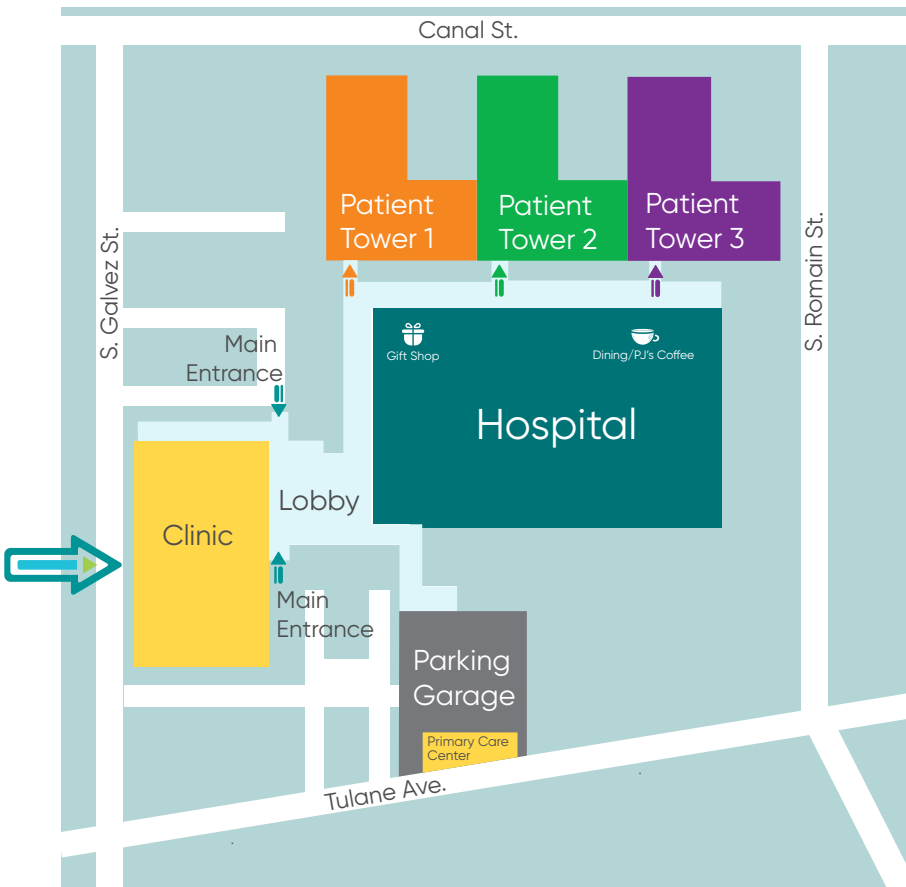 Canal St.
Patient
Tower 1
Patient
Tower 2
Patient
Tower 3
S. Galvez St.
S. Romain St.
Main
Entrance
Gift Shop
Dining/PJ's Coffee
Hospital
Lobby
Clinic
Main
Entrance
Parking
Garage
Primary Care
Center
Tulane Ave.